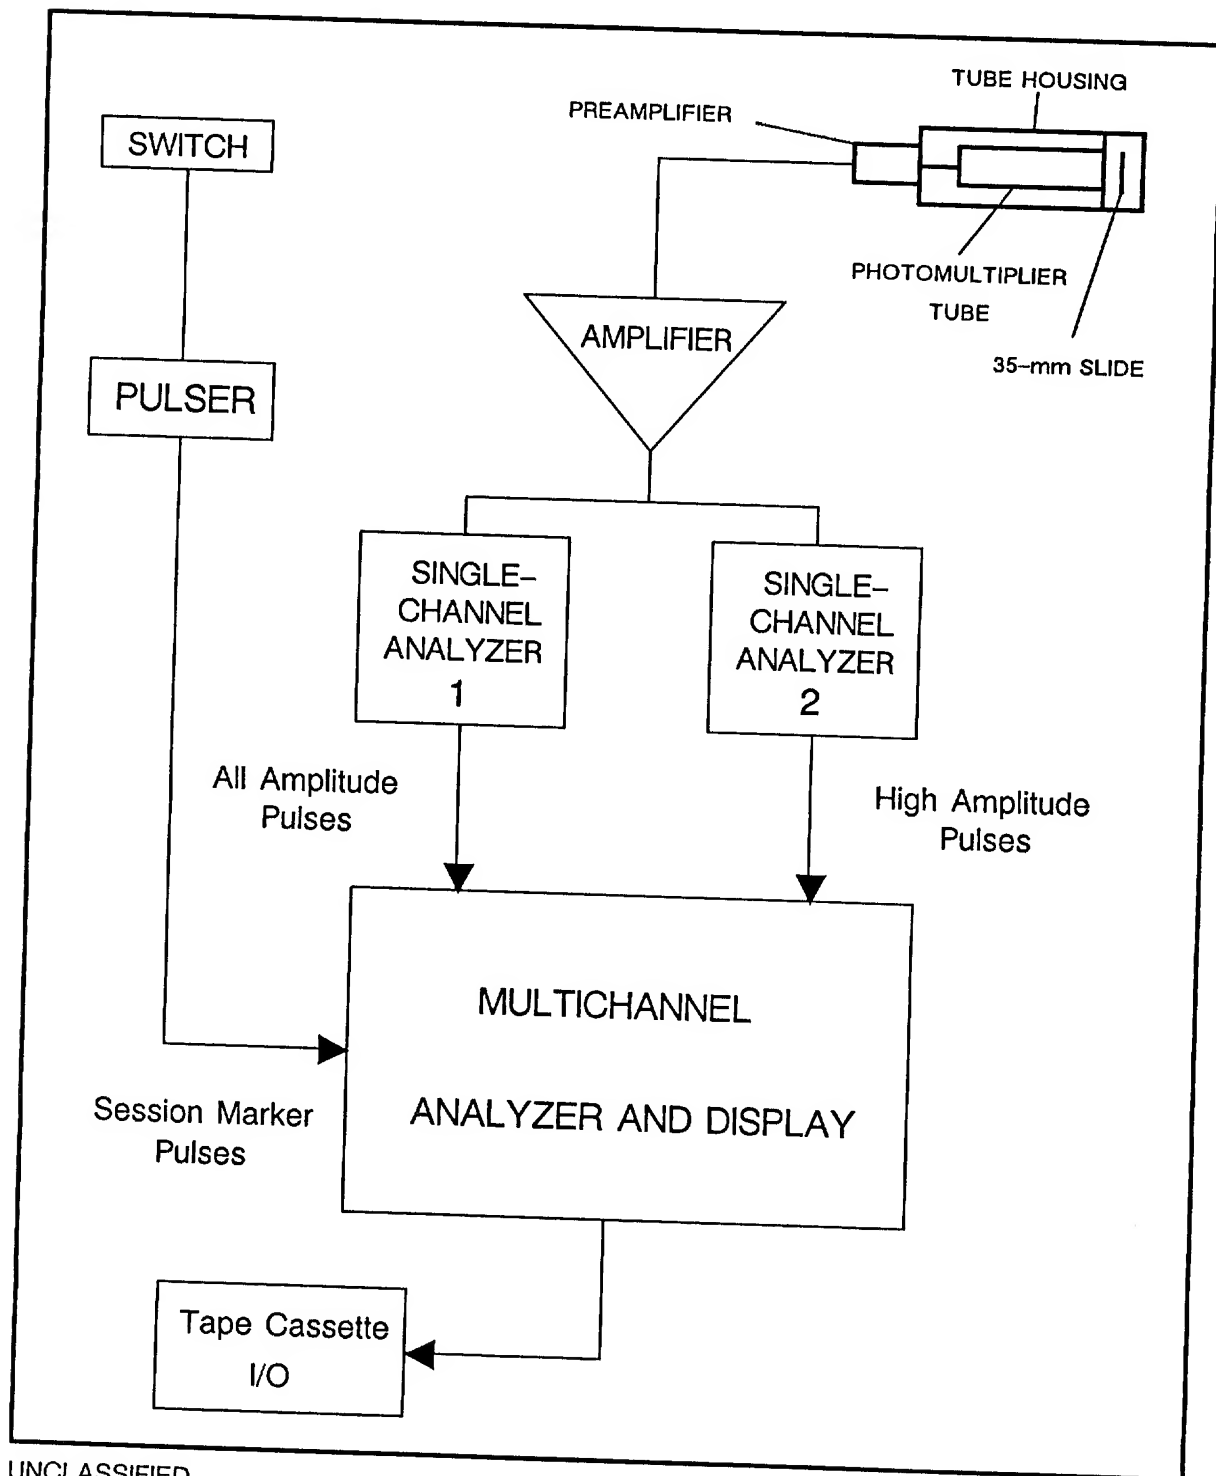 TUBE HOUSING
PREAMPLIFIER
SWITCH
PHOTOMULTIPLIER
TUBE
AMPLIFIER
35–mm SLIDE
PULSER
SINGLE–
CHANNEL
ANALYZER
1
SINGLE–
CHANNEL
ANALYZER
2
All Amplitude
Pulses
High Amplitude
Pulses
MULTICHANNEL
ANALYZER AND DISPLAY
Session Marker
Pulses
Tape Cassette
I/O
UNCLASSIFIED